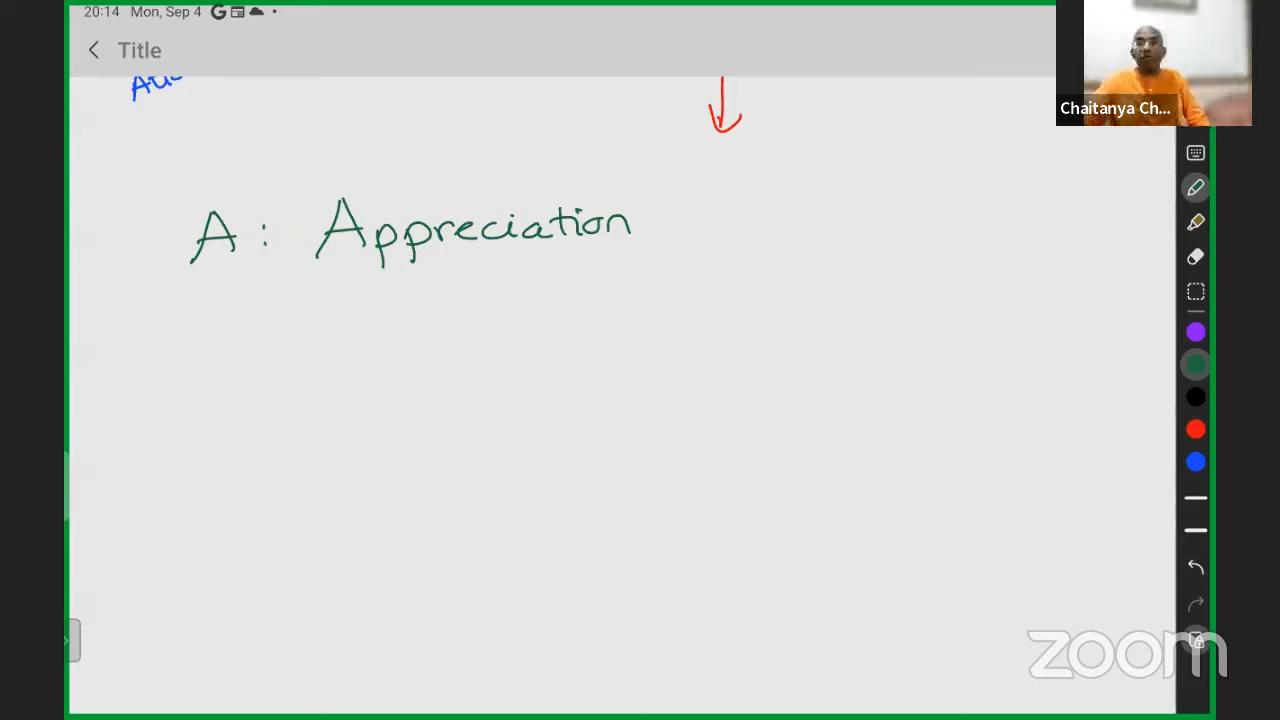 20:14 Mon, Sep 4
Title
Chaitanya Ch...
A: Appreciation
zoom